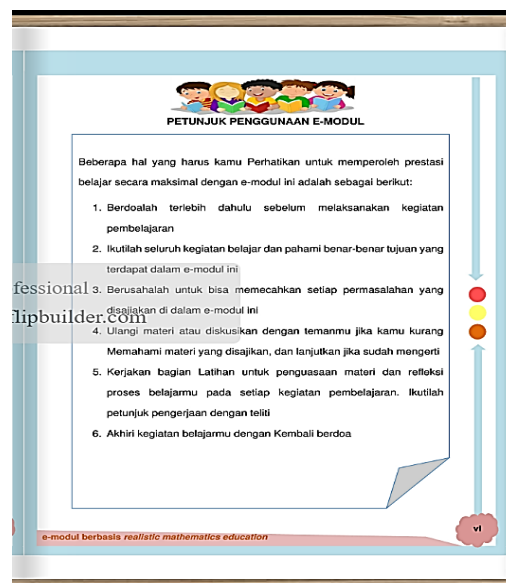 PETUNJUK PENGGUNAAN E-MODUL
Beberapa hal yang harus kamu Perhatikan untuk memperoleh prestasi
belajar secara maksimal dengan e-modul ini adalah sebagai berikut:
1. Berdoalah terlebih dahulu sebelum melaksanakan kegiatan
pembelajaran
2. Ikutilah seluruh kegiatan belajar dan pahami benar-benar tujuan yang
terdapat dalam e-modul ini
fessional
3. Berusahalah untuk bisa memecahkan setiap permasalahan yang
disajiakan di dalam e-modul ini
flipbuilder.com
4. Ulangi materi atau diskusikan dengan temanmu jika kamu kurang
Memahami materi yang disajikan, dan lanjutkan jika sudah mengerti
5. Kerjakan bagian Latihan untuk penguasaan materi dan refleksi
proses belajarmu pada setiap kegiatan pembelajaran. Ikutilah
petunjuk pengerjaan dengan teliti
6. Akhiri kegiatan belajarmu dengan Kembali berdoa
e-modul berbasis realistic mathematics education
vi